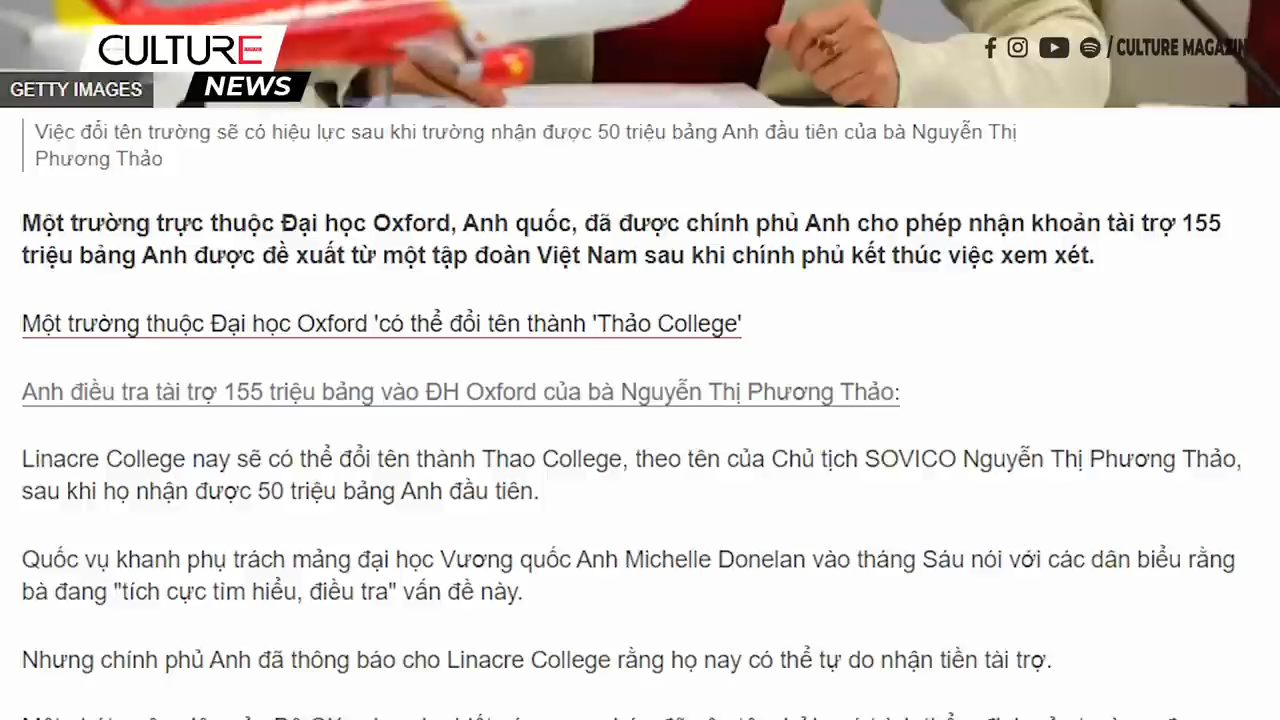 CULTURE
NEWS
GETTY IMAGES
/ CULTURE MAGAZIN
Việc đổi tên trường sẽ có hiệu lực sau khi trường nhận được 50 triệu bảng Anh đầu tiên của bà Nguyễn Thị
Phương Thảo
Một trường trực thuộc Đại học Oxford, Anh quốc, đã được chính phủ Anh cho phép nhận khoản tài trợ 155
triệu bảng Anh được đề xuất từ một tập đoàn Việt Nam sau khi chính phủ kết thúc việc xem xét.
Một trường thuộc Đại học Oxford 'có thể đổi tên thành 'Thảo College'
Anh điều tra tài trợ 155 triệu bảng vào ĐH Oxford của bà Nguyễn Thị Phương Thảo:
Linacre College nay sẽ có thể đổi tên thành Thao College, theo tên của Chủ tịch SOVICO Nguyễn Thị Phương Thảo,
sau khi họ nhận được 50 triệu bảng Anh đầu tiên.
Quốc vụ khanh phụ trách mảng đại học Vương quốc Anh Michelle Donelan vào tháng Sáu nói với các dân biểu rằng
bà đang "tích cực tìm hiểu, điều tra" vấn đề này.
Nhưng chính phủ Anh đã thông báo cho Linacre College rằng họ nay có thể tự do nhận tiền tài trợ.